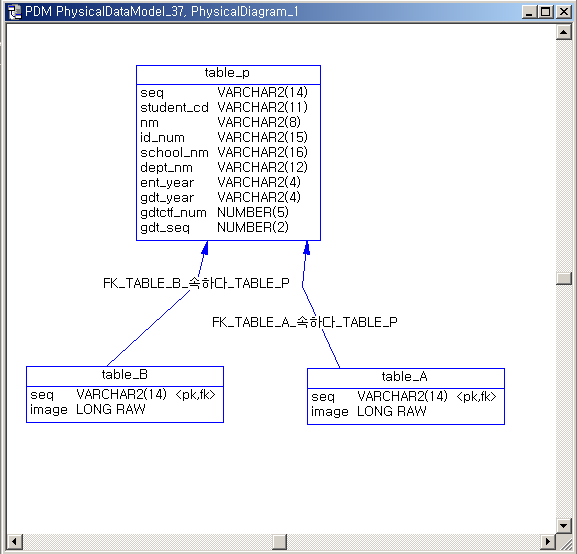 PDM PhysicalDataModel_37, PhysicalDiagram_1
table_p
seq VARCHAR2(14)
student_cd VARCHAR2(11)
nm VARCHAR2(8)
id_num VARCHAR2(15)
school_nm VARCHAR2(16)
dept_nm VARCHAR2(12)
ent_year VARCHAR2(4)
gdt_year VARCHAR2(4)
gdtctf_num NUMBER(5)
gdt_seq NUMBER(2)
FK_TABLE_B_속하다_TABLE_P
FK_TABLE_A_속하다_TABLE_P
table_B
seq VARCHAR2(14) <pk,fk>
image LONG RAW
table_A
seq VARCHAR2(14) <pk,fk>
image LONG RAW